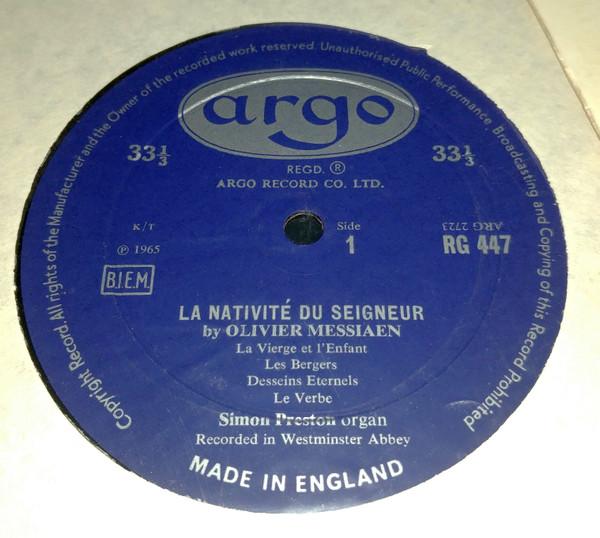 Copyright Record All rights of the Manufacturer and the Owner of the recorded work reserved. Unauthorised Public Performance Broadcasting and Copying of this Record Prohibited
argo
33⅓
33⅓
REGD. ®
ARGO RECORD CO. LTD.
K/T
Side
ARG 2723
℗ 1965
1
RG 447
B.I.E.M.
LA NATIVITÉ DU SEIGNEUR
by OLIVIER MESSIAEN
La Vierge et l'Enfant
Les Bergers
Desseins Eternels
Le Verbe
Simon Preston organ
Recorded in Westminster Abbey
MADE IN ENGLAND